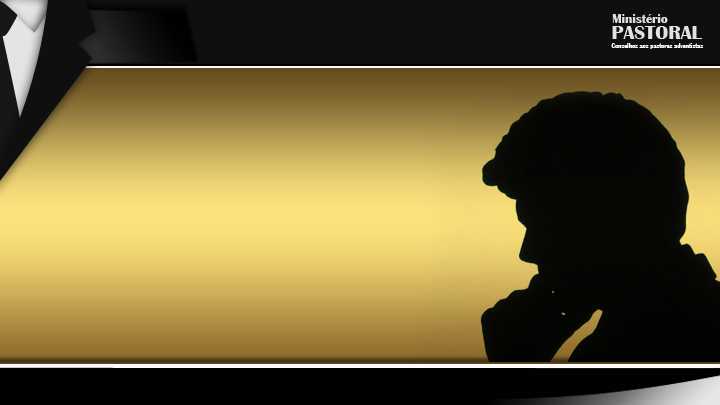 Ministério
PASTORAL
Conselhos aos pastores adventistas